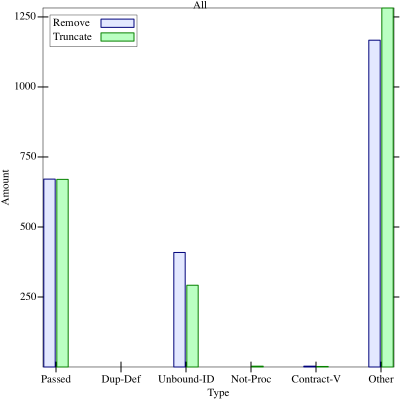 All
Remove
Truncate
1250
1000
750
500
250
Amount
Passed Dup-Def Unbound-ID Not-Proc Contract-V Other
Type